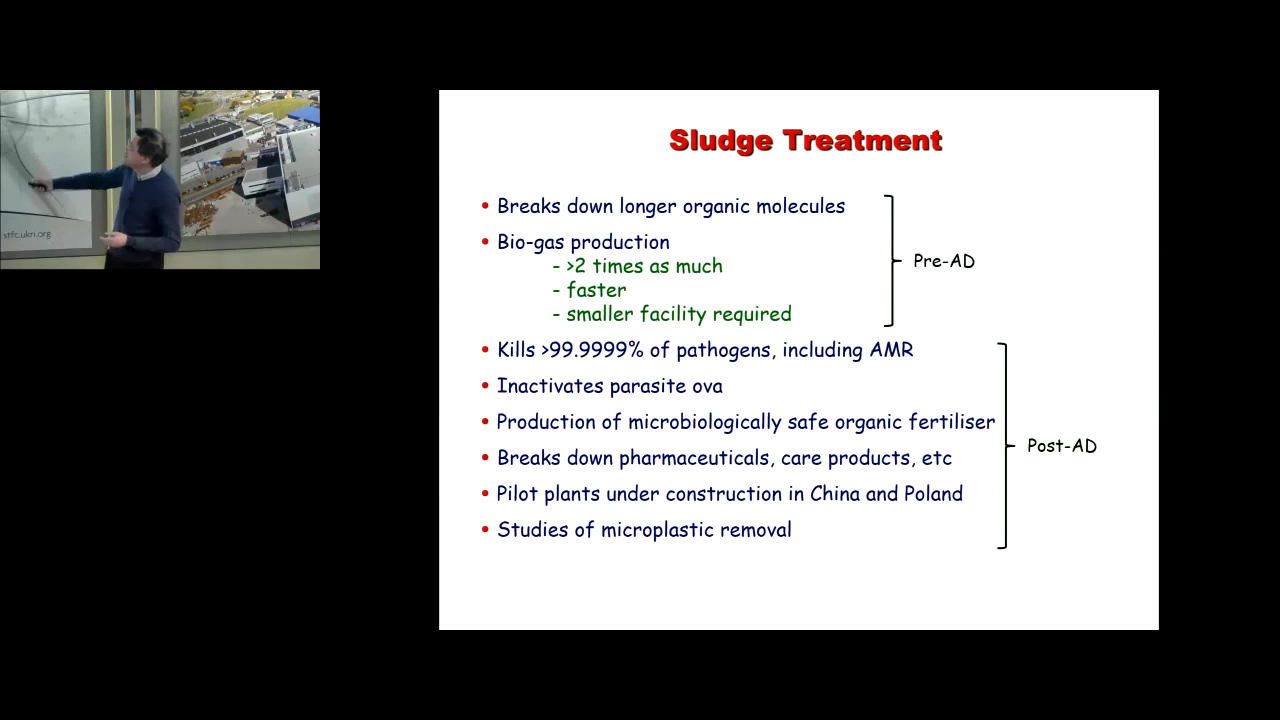 Sludge Treatment
• Breaks down longer organic molecules
• Bio-gas production
- >2 times as much
- faster
- smaller facility required
Pre-AD
• Kills >99.9999% of pathogens, including AMR
• Inactivates parasite ova
• Production of microbiologically safe organic fertiliser
• Breaks down pharmaceuticals, care products, etc
• Pilot plants under construction in China and Poland
• Studies of microplastic removal
Post-AD
stfc.ukri.org